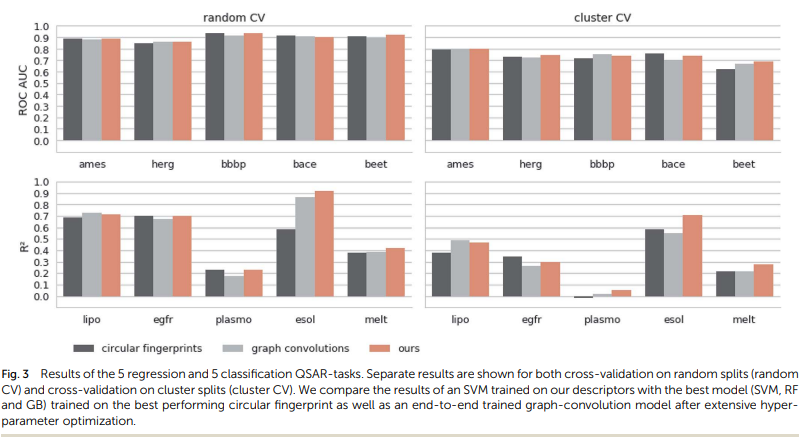 random CV
cluster CV
ROC AUC
1.0
0.9
0.8
0.7
0.6
0.5
0.4
0.3
0.2
0.1
0.0
ames herg bbbp bace beet
ames herg bbbp bace beet
R²
1.0
0.9
0.8
0.7
0.6
0.5
0.4
0.3
0.2
0.1
0.0
lipo egfr plasmo esol melt
lipo egfr plasmo esol melt
circular fingerprints graph convolutions ours
Fig. 3 Results of the 5 regression and 5 classification QSAR-tasks. Separate results are shown for both cross-validation on random splits (random
CV) and cross-validation on cluster splits (cluster CV). We compare the results of an SVM trained on our descriptors with the best model (SVM, RF
and GB) trained on the best performing circular fingerprint as well as an end-to-end trained graph-convolution model after extensive hyper-
parameter optimization.